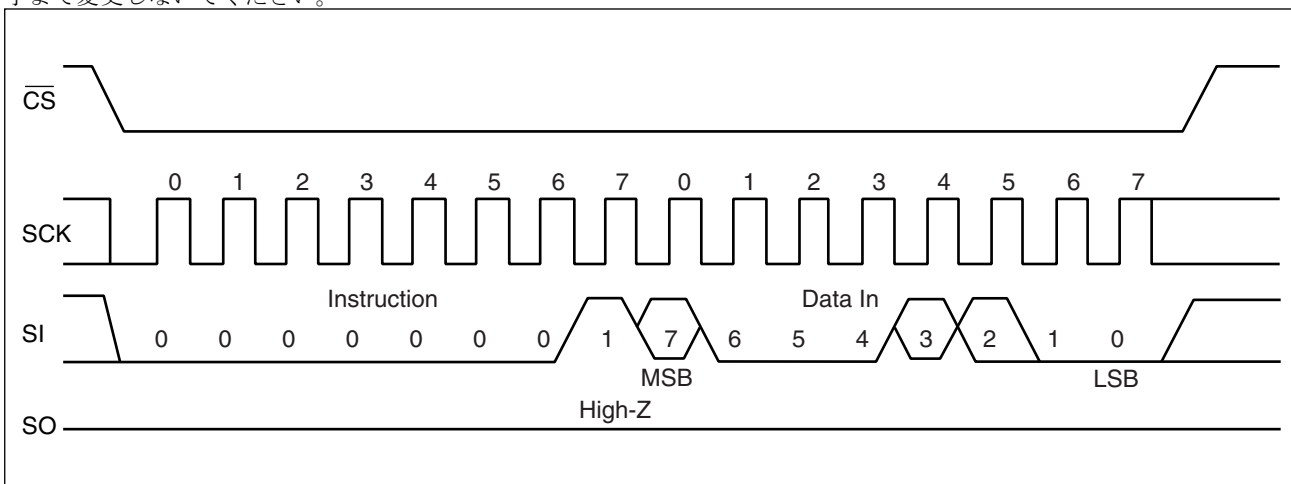 CS
0 1 2 3 4 5 6 7 0 1 2 3 4 5 6 7
SCK
Instruction Data In
SI 0 0 0 0 0 0 0 1 7 6 5 4 3 2 1 0
MSB LSB
High-Z
SO